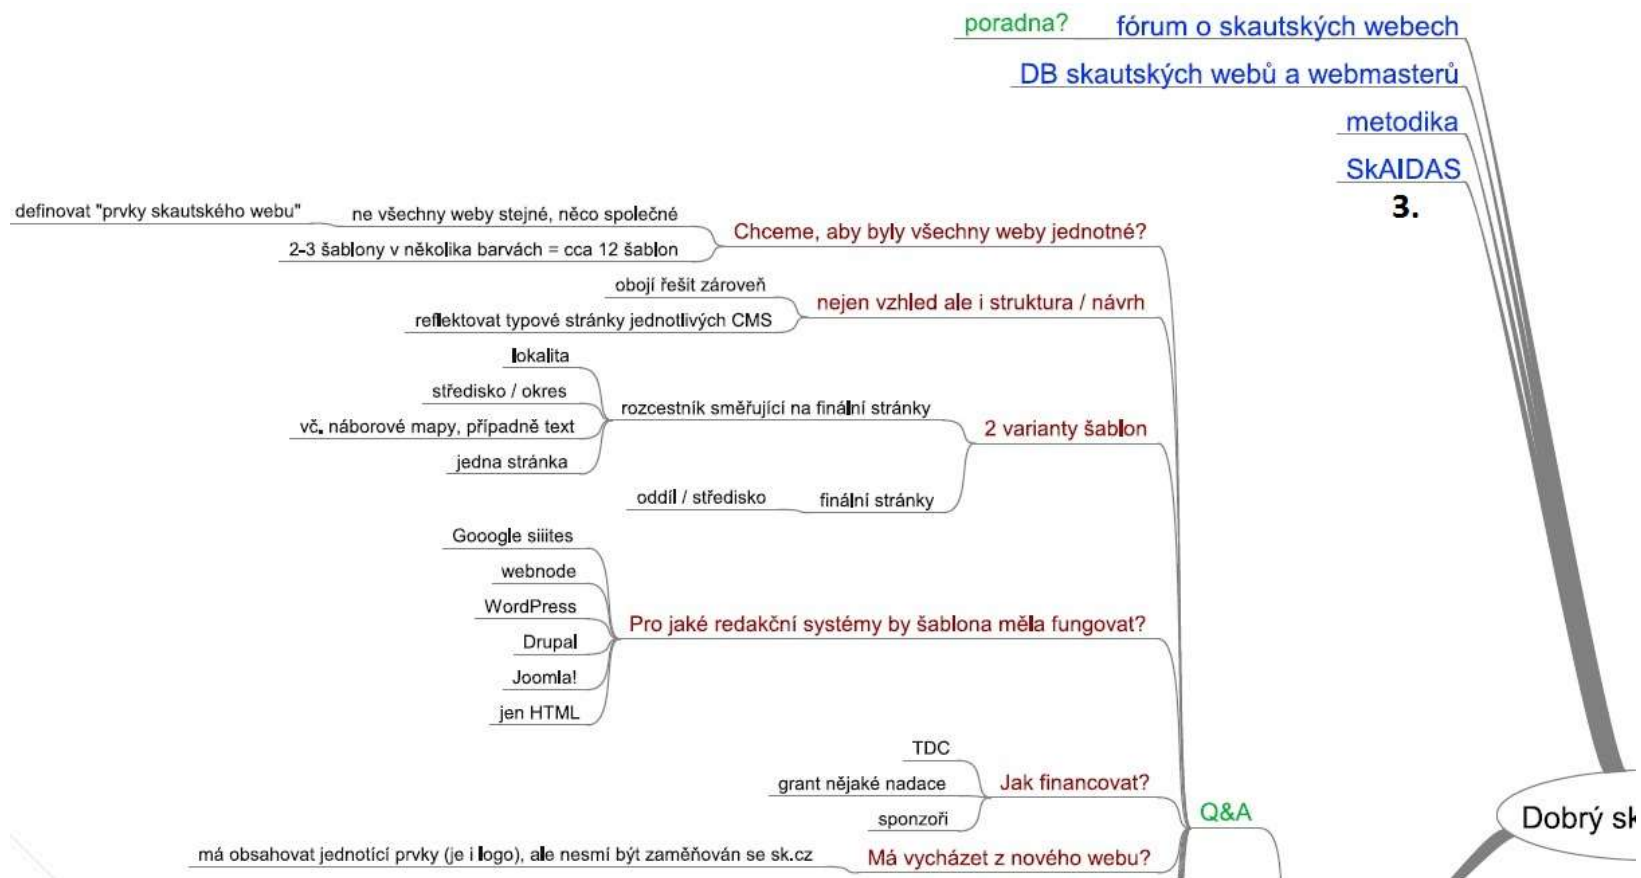 poradna?
fórum o skautských webech
DB skautských webů a webmasterů
metodika
SkAIDAS
3.
definovat "prvky skautského webu"
ne všechny weby stejné, něco společné
2-3 šablony v několika barvách = cca 12 šablon
Chceme, aby byly všechny weby jednotné?
obojí řešit zároveň
reflektovat typové stránky jednotlivých CMS
nejen vzhled ale i struktura / návrh
lokalita
středisko / okres
vč. náborové mapy, případně text
jedna stránka
rozcestník směřující na finální stránky
oddíl / středisko
finální stránky
2 varianty šablon
Gooogle siiites
webnode
WordPress
Drupal
Joomla!
jen HTML
Pro jaké redakční systémy by šablona měla fungovat?
TDC
grant nějaké nadace
sponzoři
Jak financovat?
má obsahovat jednotící prvky (je i logo), ale nesmí být zaměňován se sk.cz
Má vycházet z nového webu?
Q&A
Dobrý sk